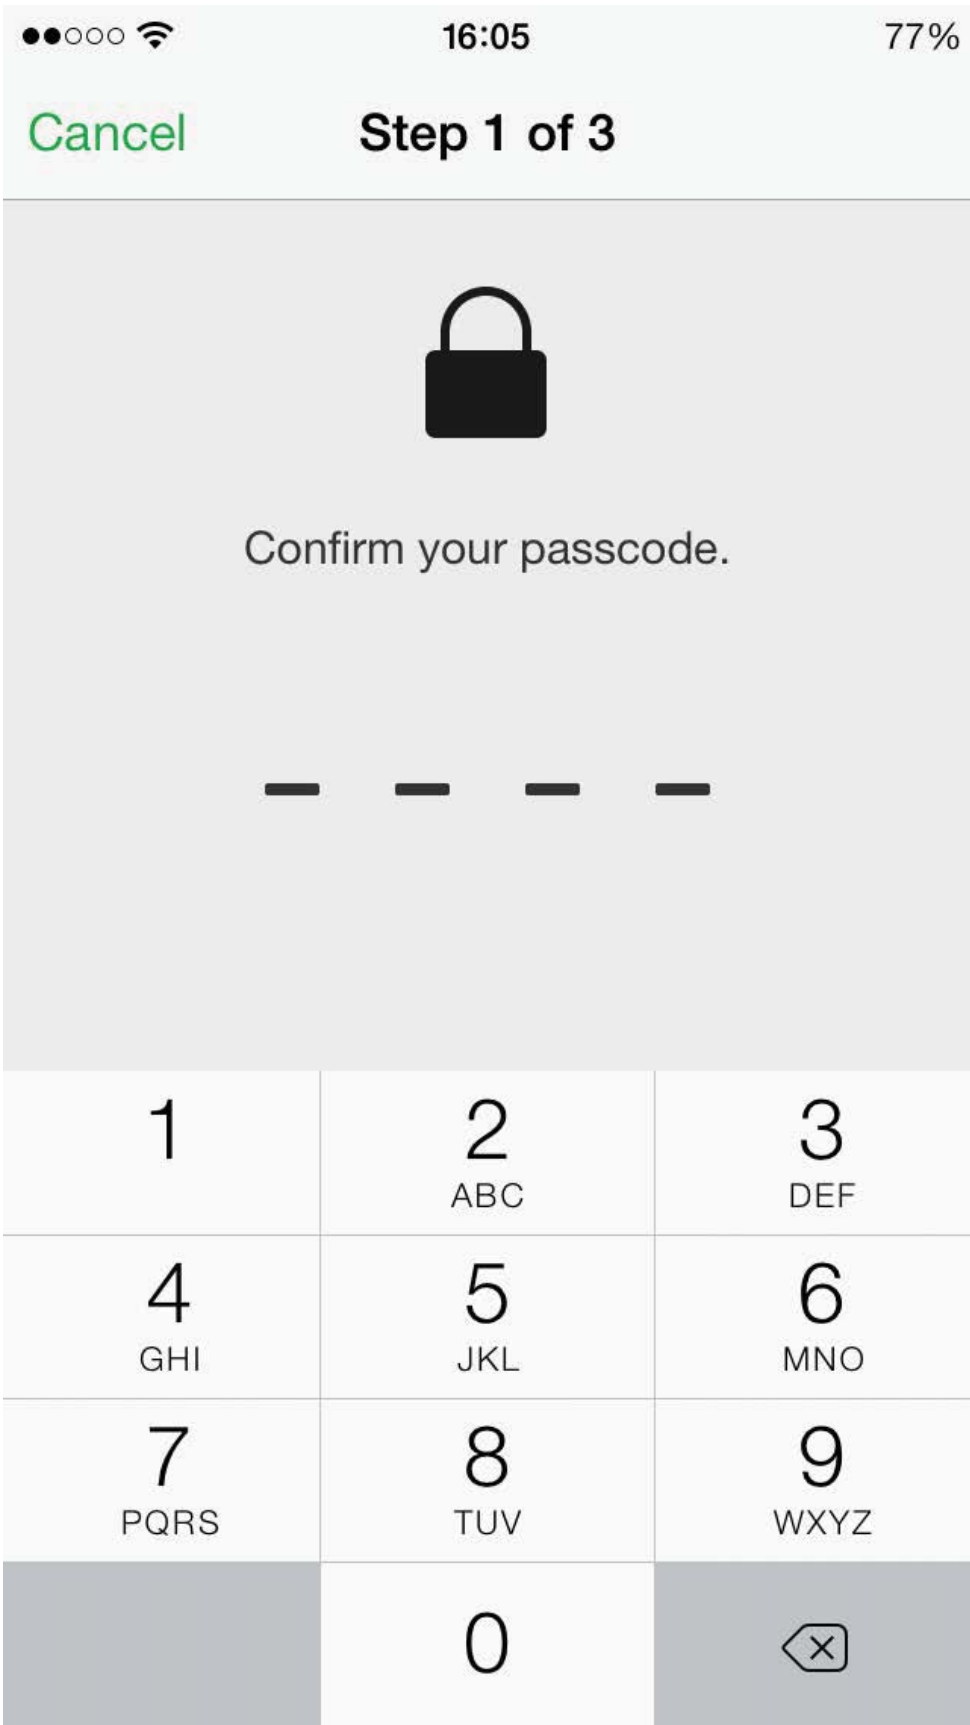 16:05 77%
Cancel Step 1 of 3
Confirm your passcode.
1 2 3
ABC DEF
4 5 6
GHI JKL MNO
7 8 9
PQRS TUV WXYZ
0